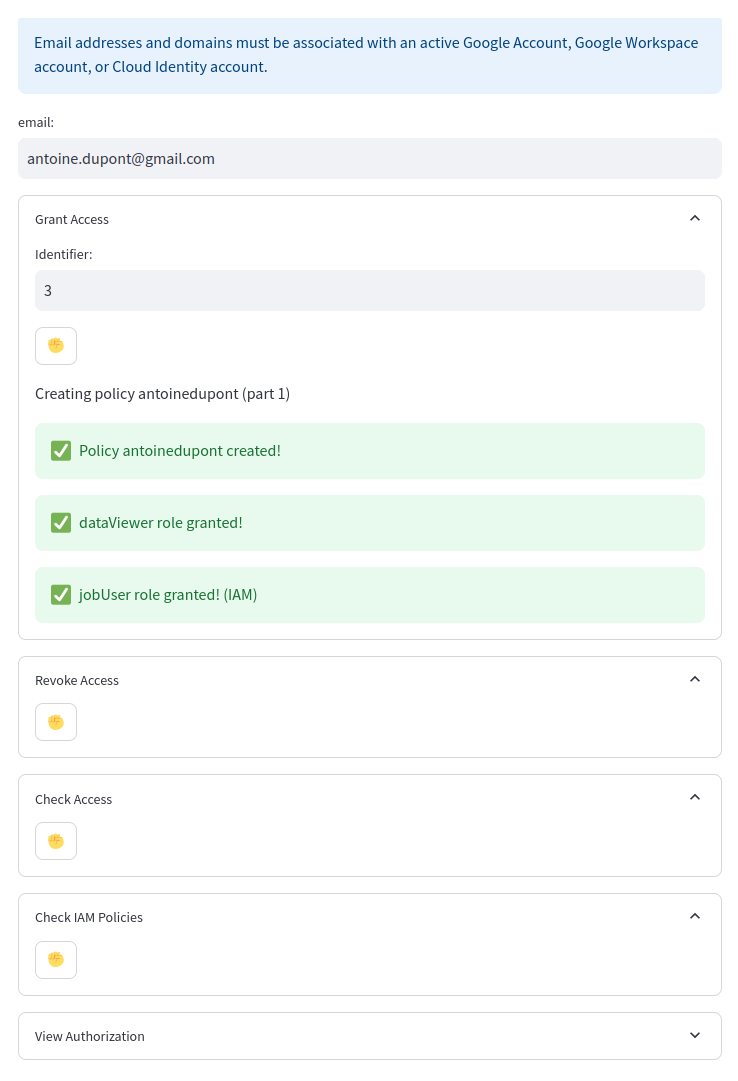 Email addresses and domains must be associated with an active Google Account, Google Workspace
account, or Cloud Identity account.
email:
antoine.dupont@gmail.com
Grant Access
Identifier:
3
Creating policy antoinedupont (part 1)
Policy antoinedupont created!
dataViewer role granted!
jobUser role granted! (IAM)
Revoke Access
Check Access
Check IAM Policies
View Authorization